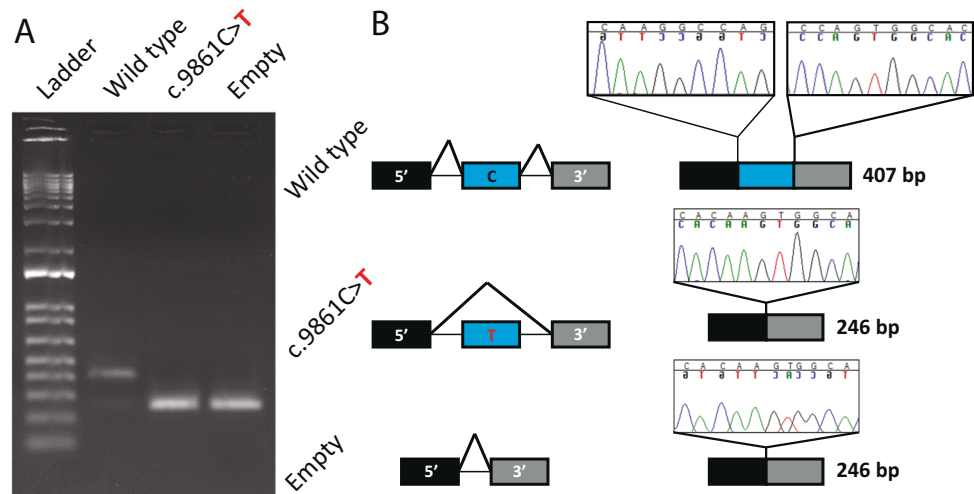 A
Ladder
Wild type
c.9861C>T
Empty
B
C A A G G C C A G
G T T C C G G T C
C C A G T G G C A C
C C A G T G G C A C
Wild type
5' C 3'
407 bp
C A C A A G T G G C A
C A C A A G T G G C A
c.9861C>T
5' T 3'
246 bp
C A C A A G T G G C A
G T G T T C A C C G T
Empty
5' 3'
246 bp